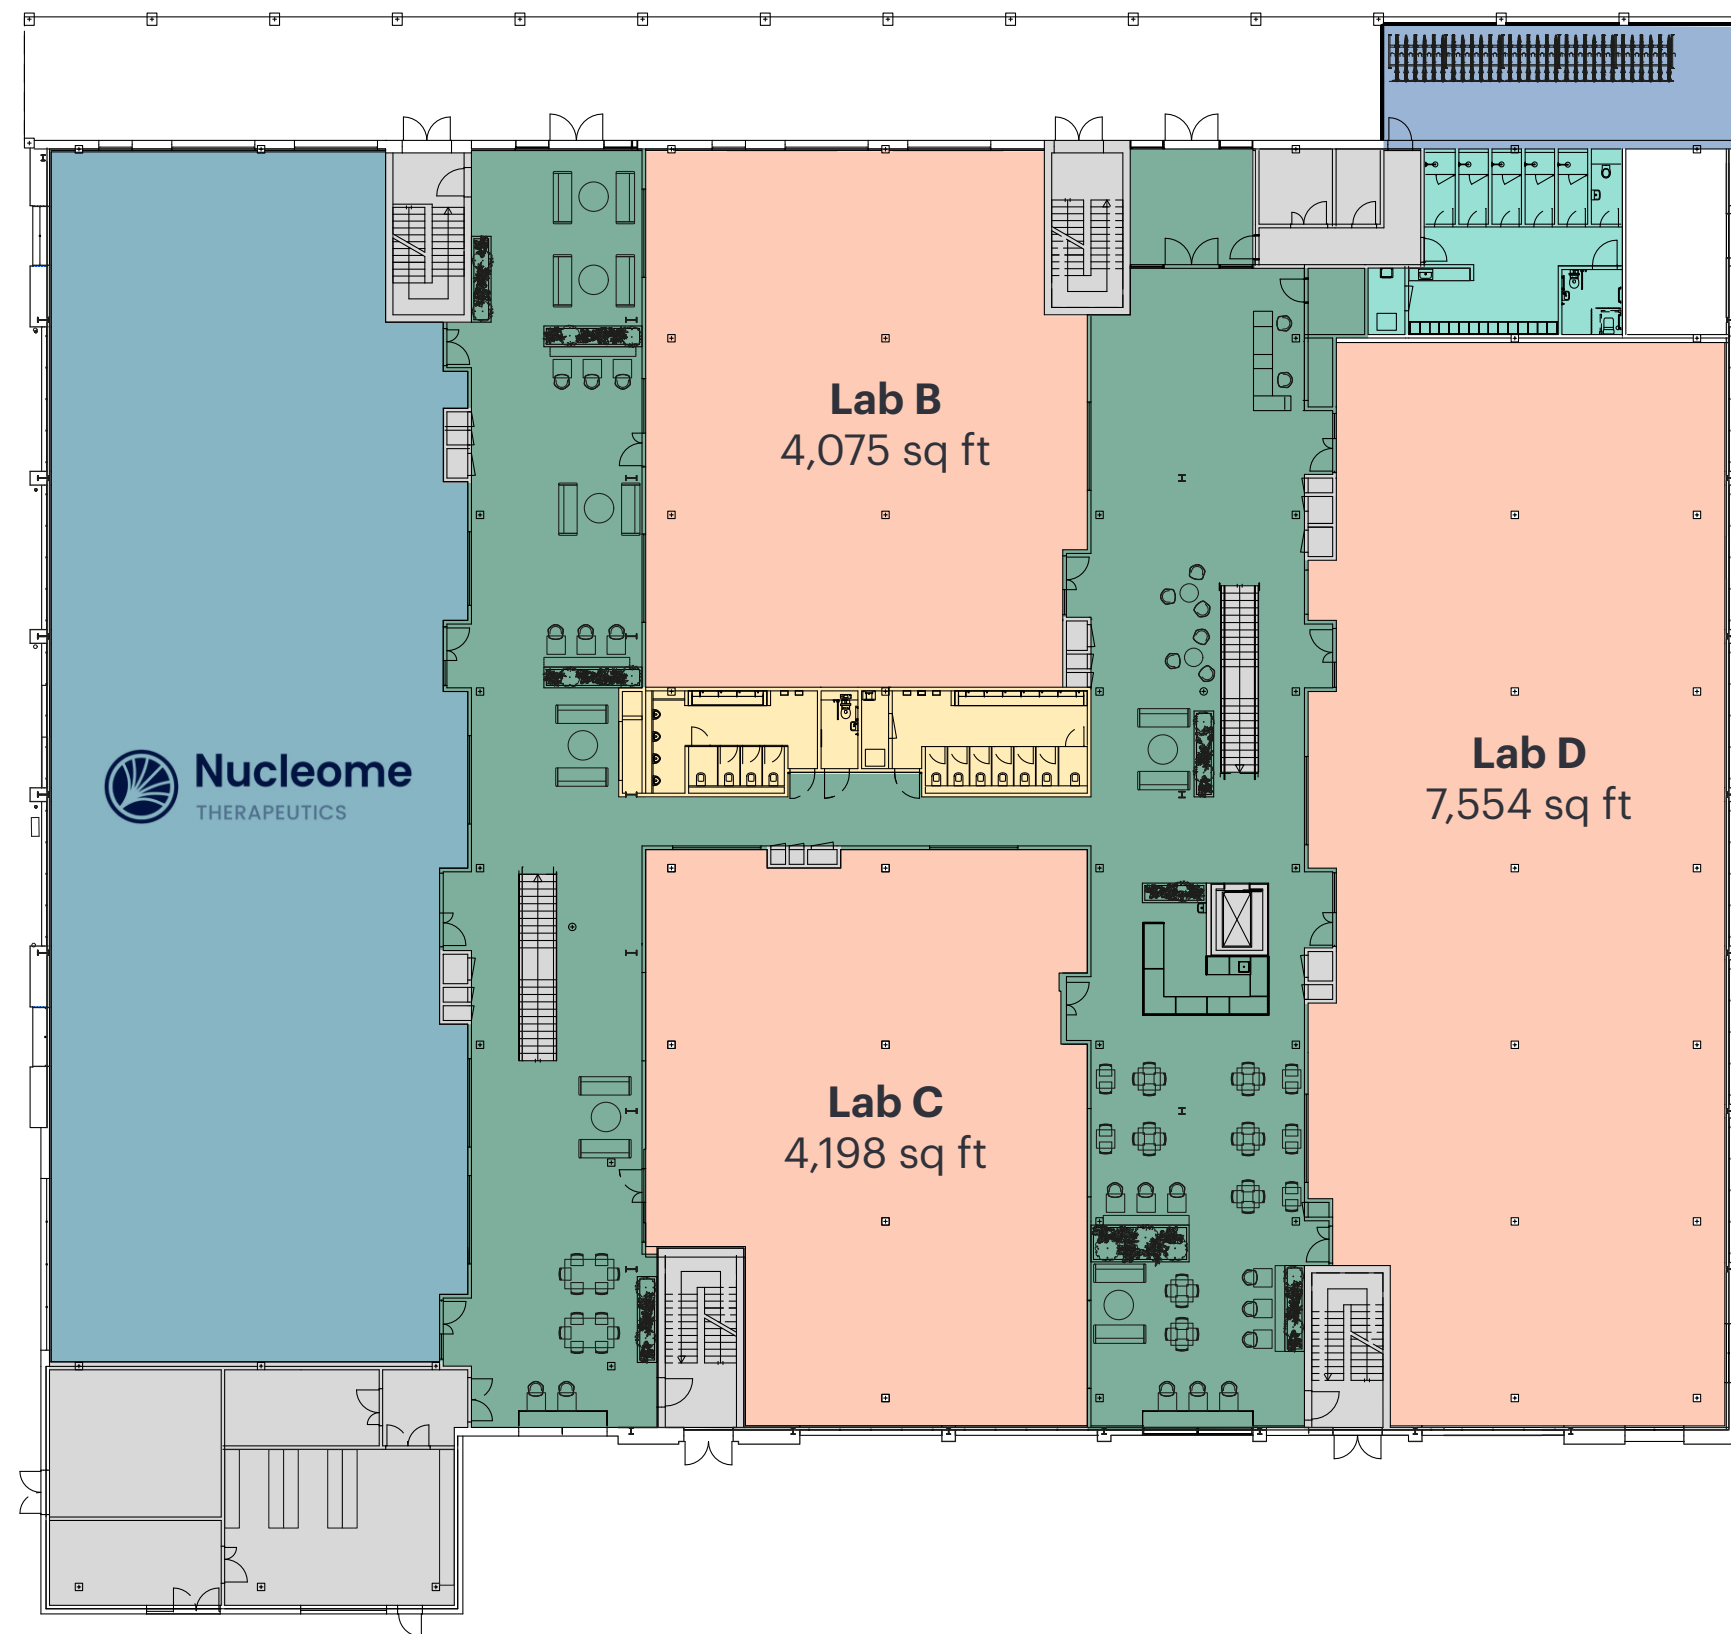 Lab B
4,075 sq ft
Nucleome
THERAPEUTICS
Lab D
7,554 sq ft
Lab C
4,198 sq ft